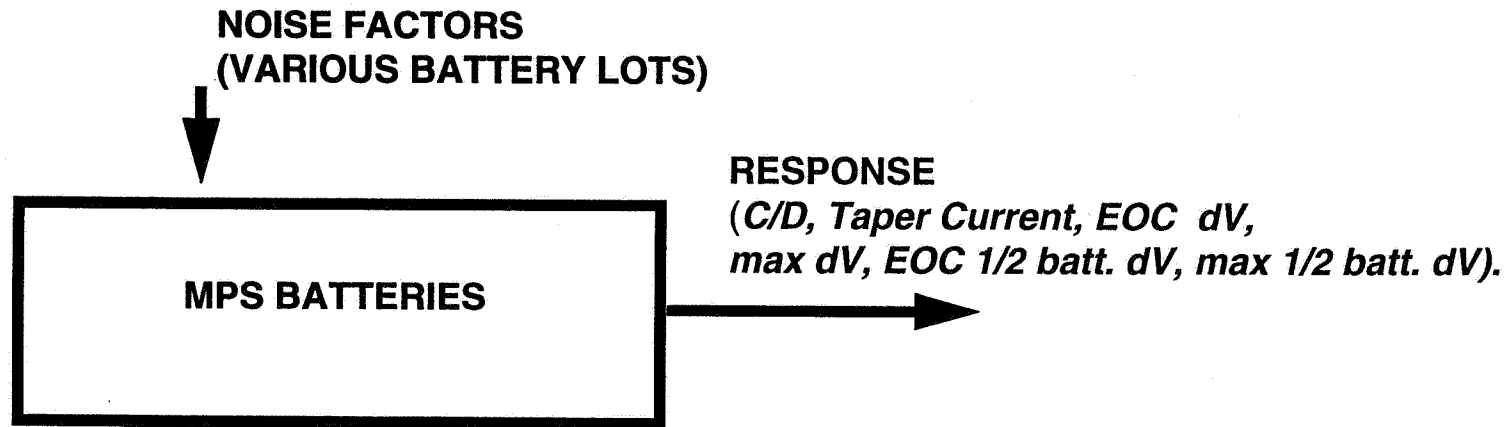 NOISE FACTORS
(VARIOUS BATTERY LOTS)
RESPONSE
(C/D, Taper Current, EOC dV,
max dV, EOC 1/2 batt. dV, max 1/2 batt. dV).
MPS BATTERIES